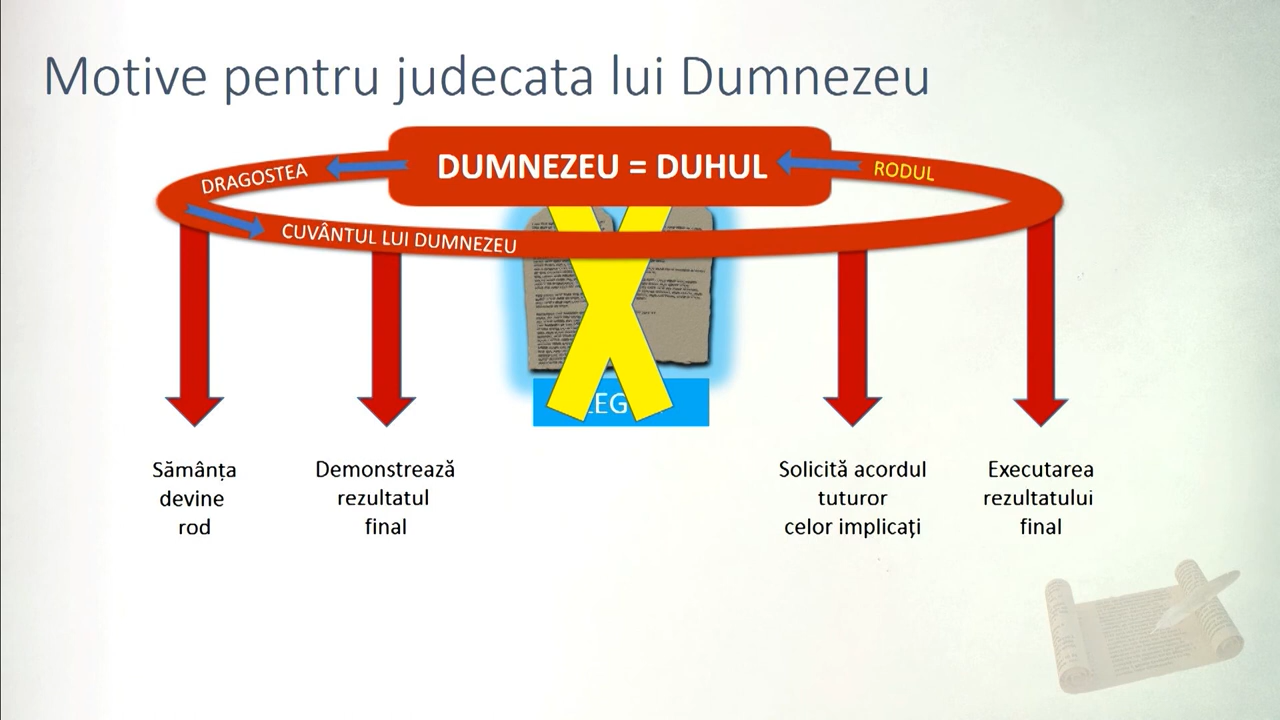 Motive pentru judecata lui Dumnezeu
DUMNEZEU = DUHUL
DRAGOSTEA
RODUL
CUVÂNTUL LUI DUMNEZEU
Sămânța
devine
rod
Demonstrează
rezultatul
final
Solicită acordul
tuturor
celor implicați
Executarea
rezultatului
final